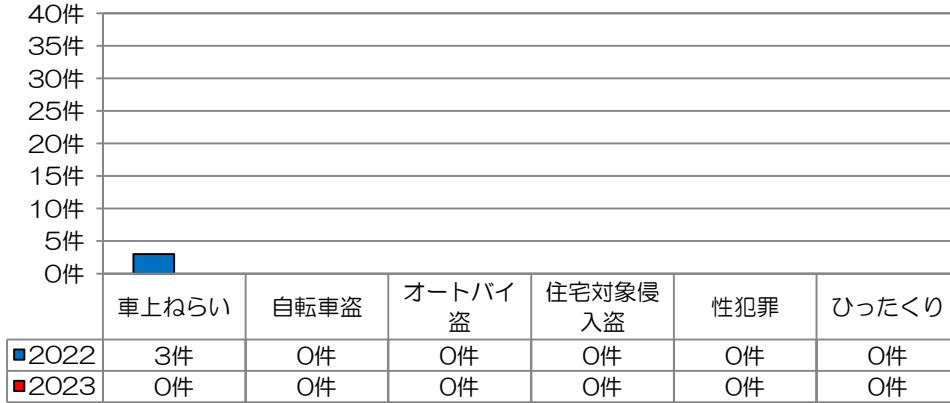 40件
35件
30件
25件
20件
15件
10件
5件
0件
車上ねらい 自転車盗 オートバイ盗 住宅対象侵入盗 性犯罪 ひったくり
2022 3件 0件 0件 0件 0件 0件
2023 0件 0件 0件 0件 0件 0件